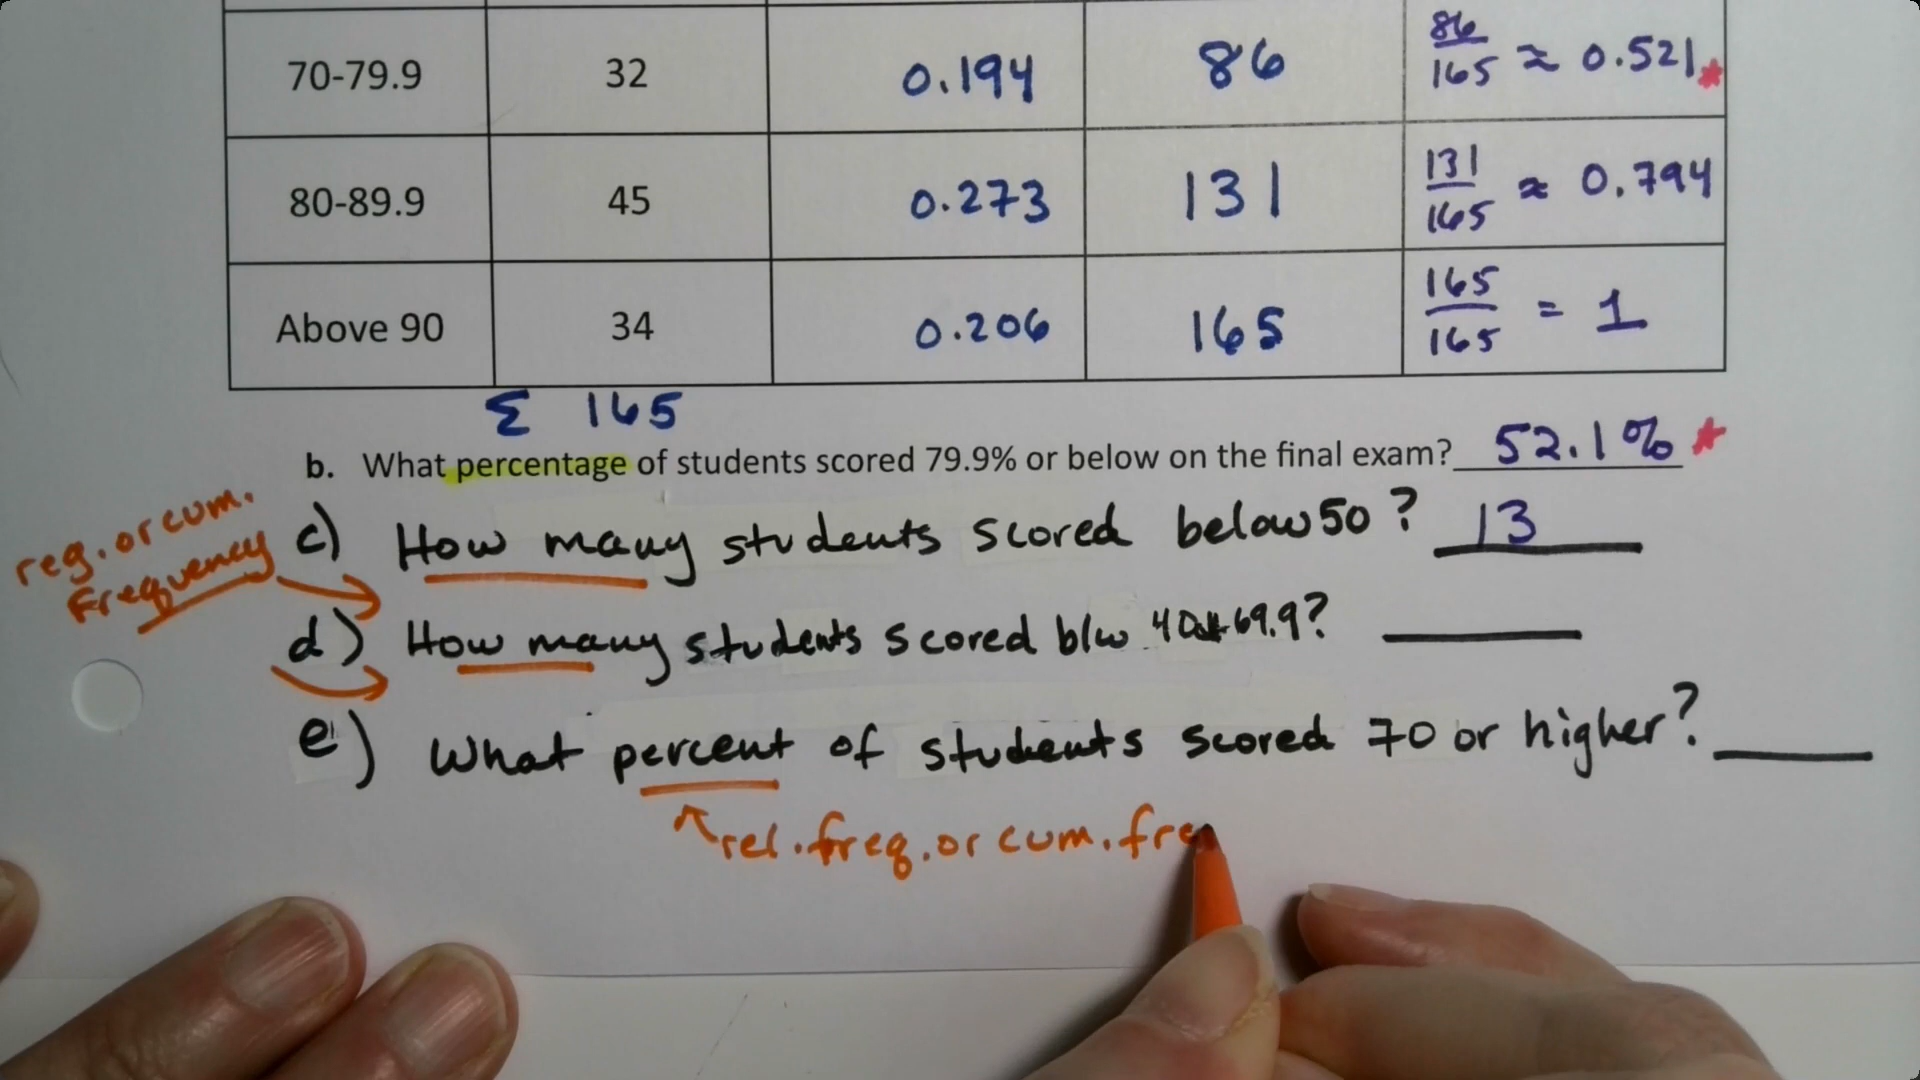 70-79.9 32 0.194 86 86/165 ≈ 0.521*
80-89.9 45 0.273 131 131/165 ≈ 0.794
Above 90 34 0.206 165 165/165 = 1
Σ 165
b. What percentage of students scored 79.9% or below on the final exam? 52.1% *
reg. or cum.
Frequency
c) How many students scored below 50? 13
d) How many students scored b/w 40 + 69.9?
e) What percent of students scored 70 or higher?
rel. freq. or cum. fre